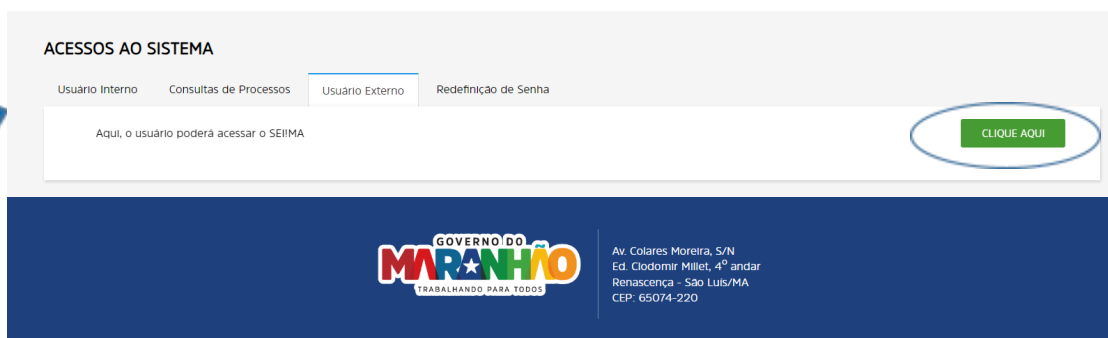 ACESSOS AO SISTEMA
Usuário Interno Consultas de Processos Usuário Externo Redefinição de Senha
Aqui, o usuário poderá acessar o SEI!MA
CLIQUE AQUI
GOVERNO DO
MARANHÃO
TRABALHANDO PARA TODOS
Av. Colares Moreira, S/N
Ed. Clodomir Millet, 4º andar
Renascença - São Luís/MA
CEP: 65074-220